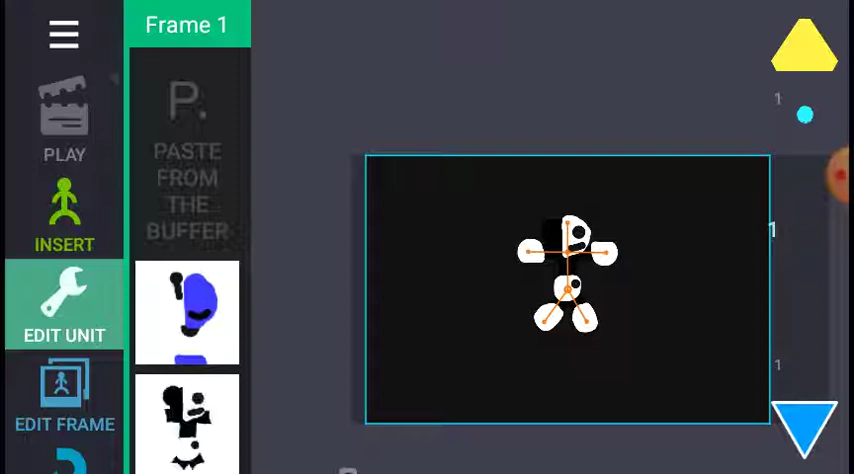 Frame 1
PLAY
INSERT
EDIT UNIT
EDIT FRAME
P.
PASTE
FROM
THE
BUFFER
1
1
1